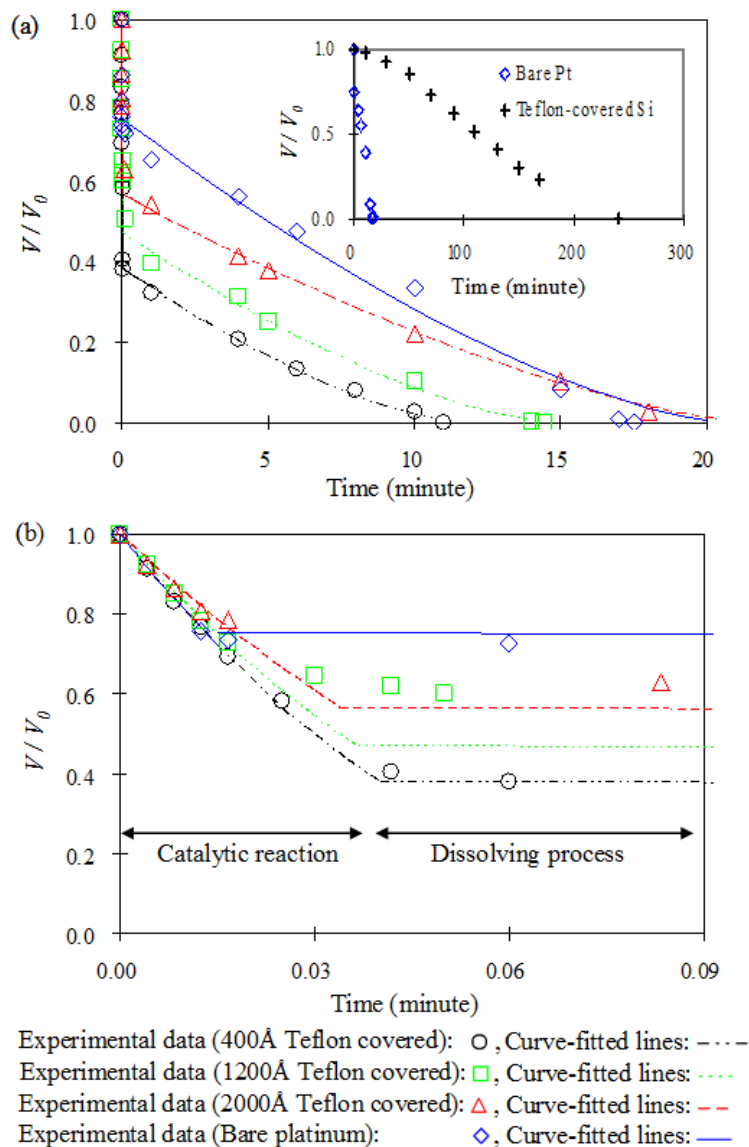 (a)
1.0
0.8
0.6
0.4
0.2
0.0
V / V0
0 5 10 15 20
Time (minute)
1.0
0.5
0.0
V / V0
Bare Pt
Teflon-covered Si
0 100 200 300
Time (minute)
(b)
1.0
0.8
0.6
0.4
0.2
0.0
V / V0
Catalytic reaction Dissolving process
0.00 0.03 0.06 0.09
Time (minute)
Experimental data (400Å Teflon covered): , Curve-fitted lines:
Experimental data (1200Å Teflon covered): , Curve-fitted lines:
Experimental data (2000Å Teflon covered): , Curve-fitted lines:
Experimental data (Bare platinum): , Curve-fitted lines: